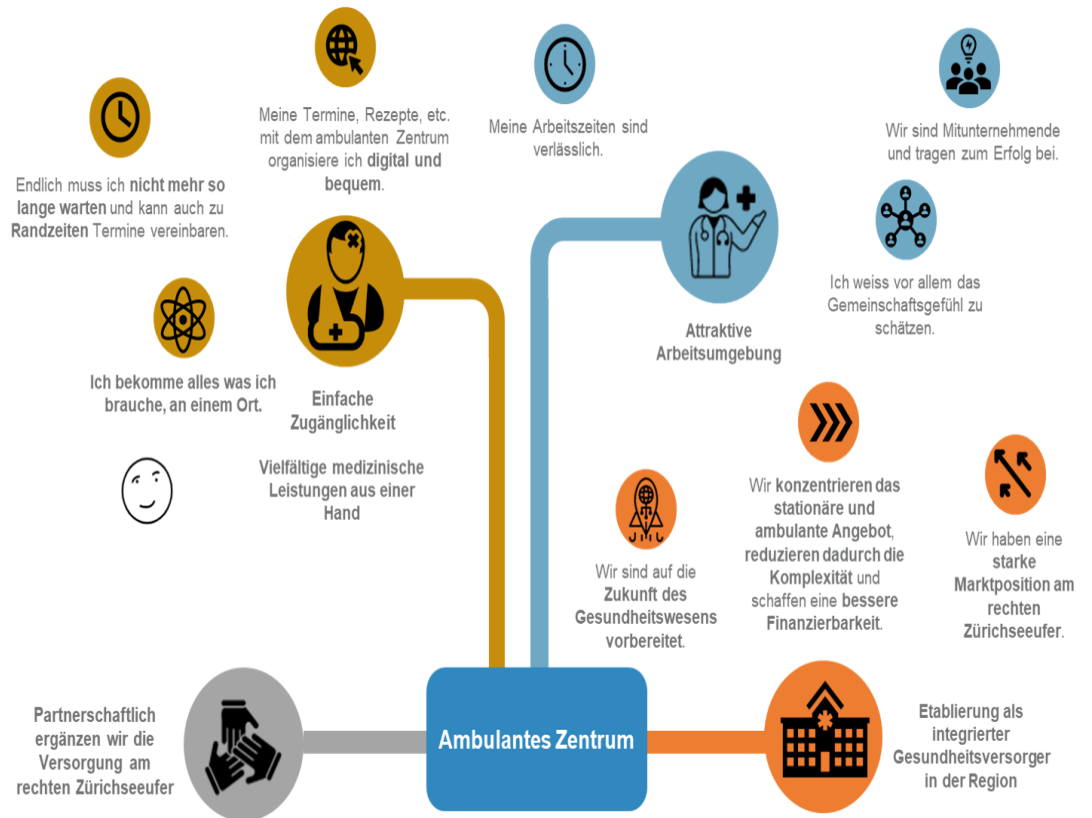 Meine Termine, Rezepte, etc.
mit dem ambulanten Zentrum
organisiere ich digital und
bequem.
Meine Arbeitszeiten sind
verlässlich.
Wir sind Mitunternehmende
und tragen zum Erfolg bei.
Endlich muss ich nicht mehr so
lange warten und kann auch zu
Randzeiten Termine vereinbaren.
Ich weiss vor allem das
Gemeinschaftsgefühl zu
schätzen.
Attraktive
Arbeitsumgebung
Ich bekomme alles was ich
brauche, an einem Ort.
Einfache
Zugänglichkeit
Vielfältige medizinische
Leistungen aus einer
Hand
Wir sind auf die
Zukunft des
Gesundheitswesens
vorbereitet.
Wir konzentrieren das
stationäre und
ambulante Angebot,
reduzieren dadurch die
Komplexität und
schaffen eine bessere
Finanzierbarkeit.
Wir haben eine
starke
Marktposition am
rechten
Zürichseeufer.
Partnerschaftlich
ergänzen wir die
Versorgung am
rechten Zürichseeufer
Ambulantes Zentrum
Etablierung als
integrierter
Gesundheitsversorger
in der Region